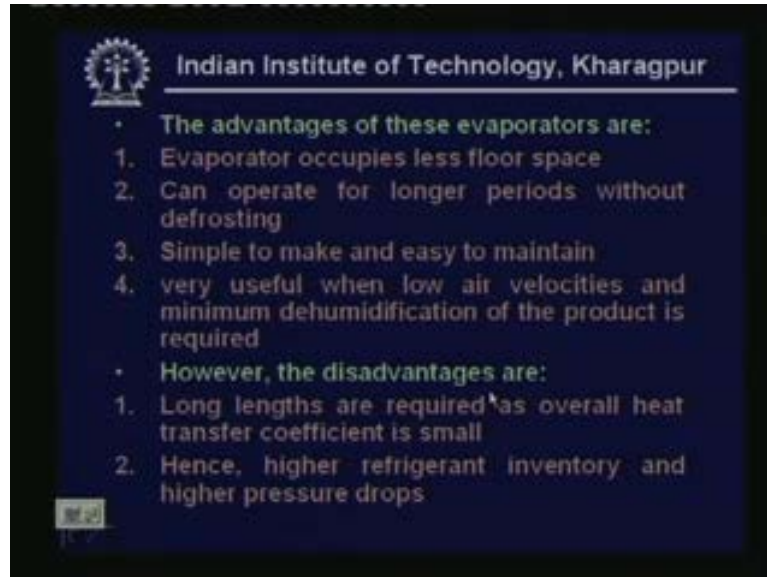 Indian Institute of Technology, Kharagpur
• The advantages of these evaporators are:
1. Evaporator occupies less floor space
2. Can operate for longer periods without
defrosting
3. Simple to make and easy to maintain
4. very useful when low air velocities and
minimum dehumidification of the product is
required
• However, the disadvantages are:
1. Long lengths are required as overall heat
transfer coefficient is small
2. Hence, higher refrigerant inventory and
higher pressure drops